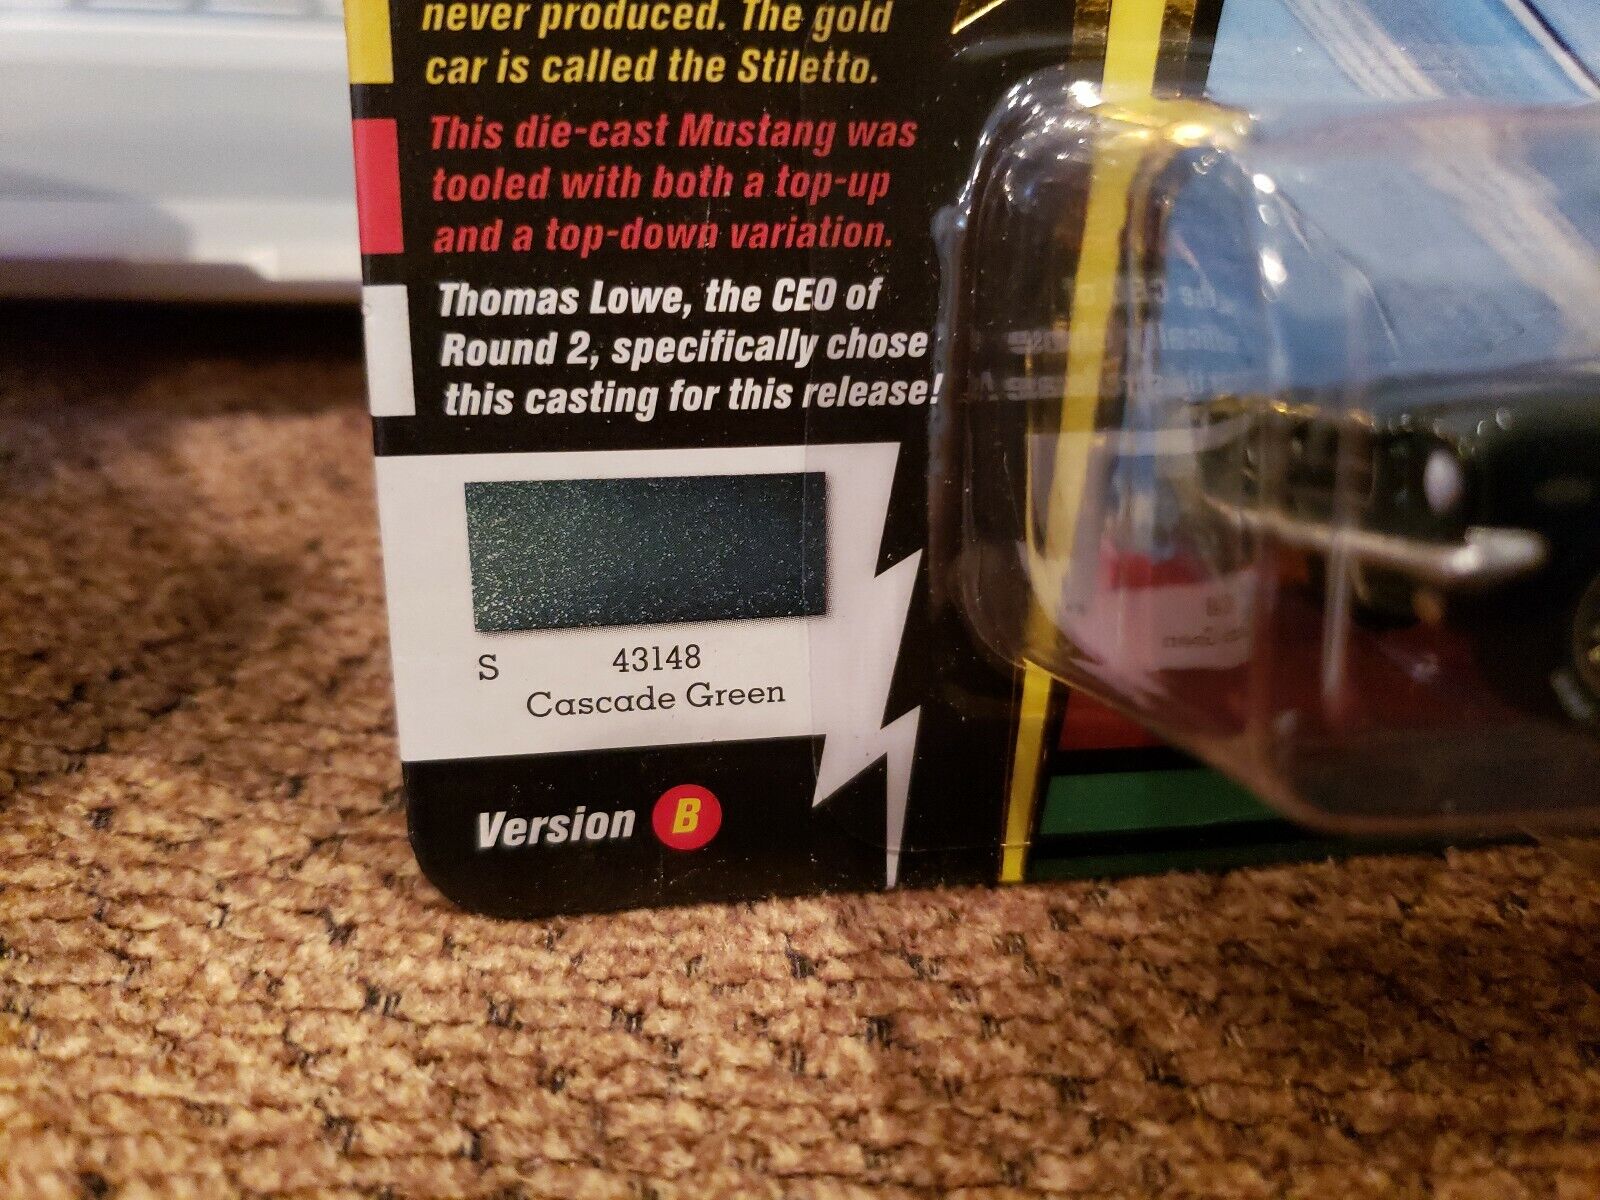 never produced. The gold
car is called the Stiletto.
This die-cast Mustang was
tooled with both a top-up
and a top-down variation.
Thomas Lowe, the CEO of
Round 2, specifically chose
this casting for this release!
S 43148
Cascade Green
Version B